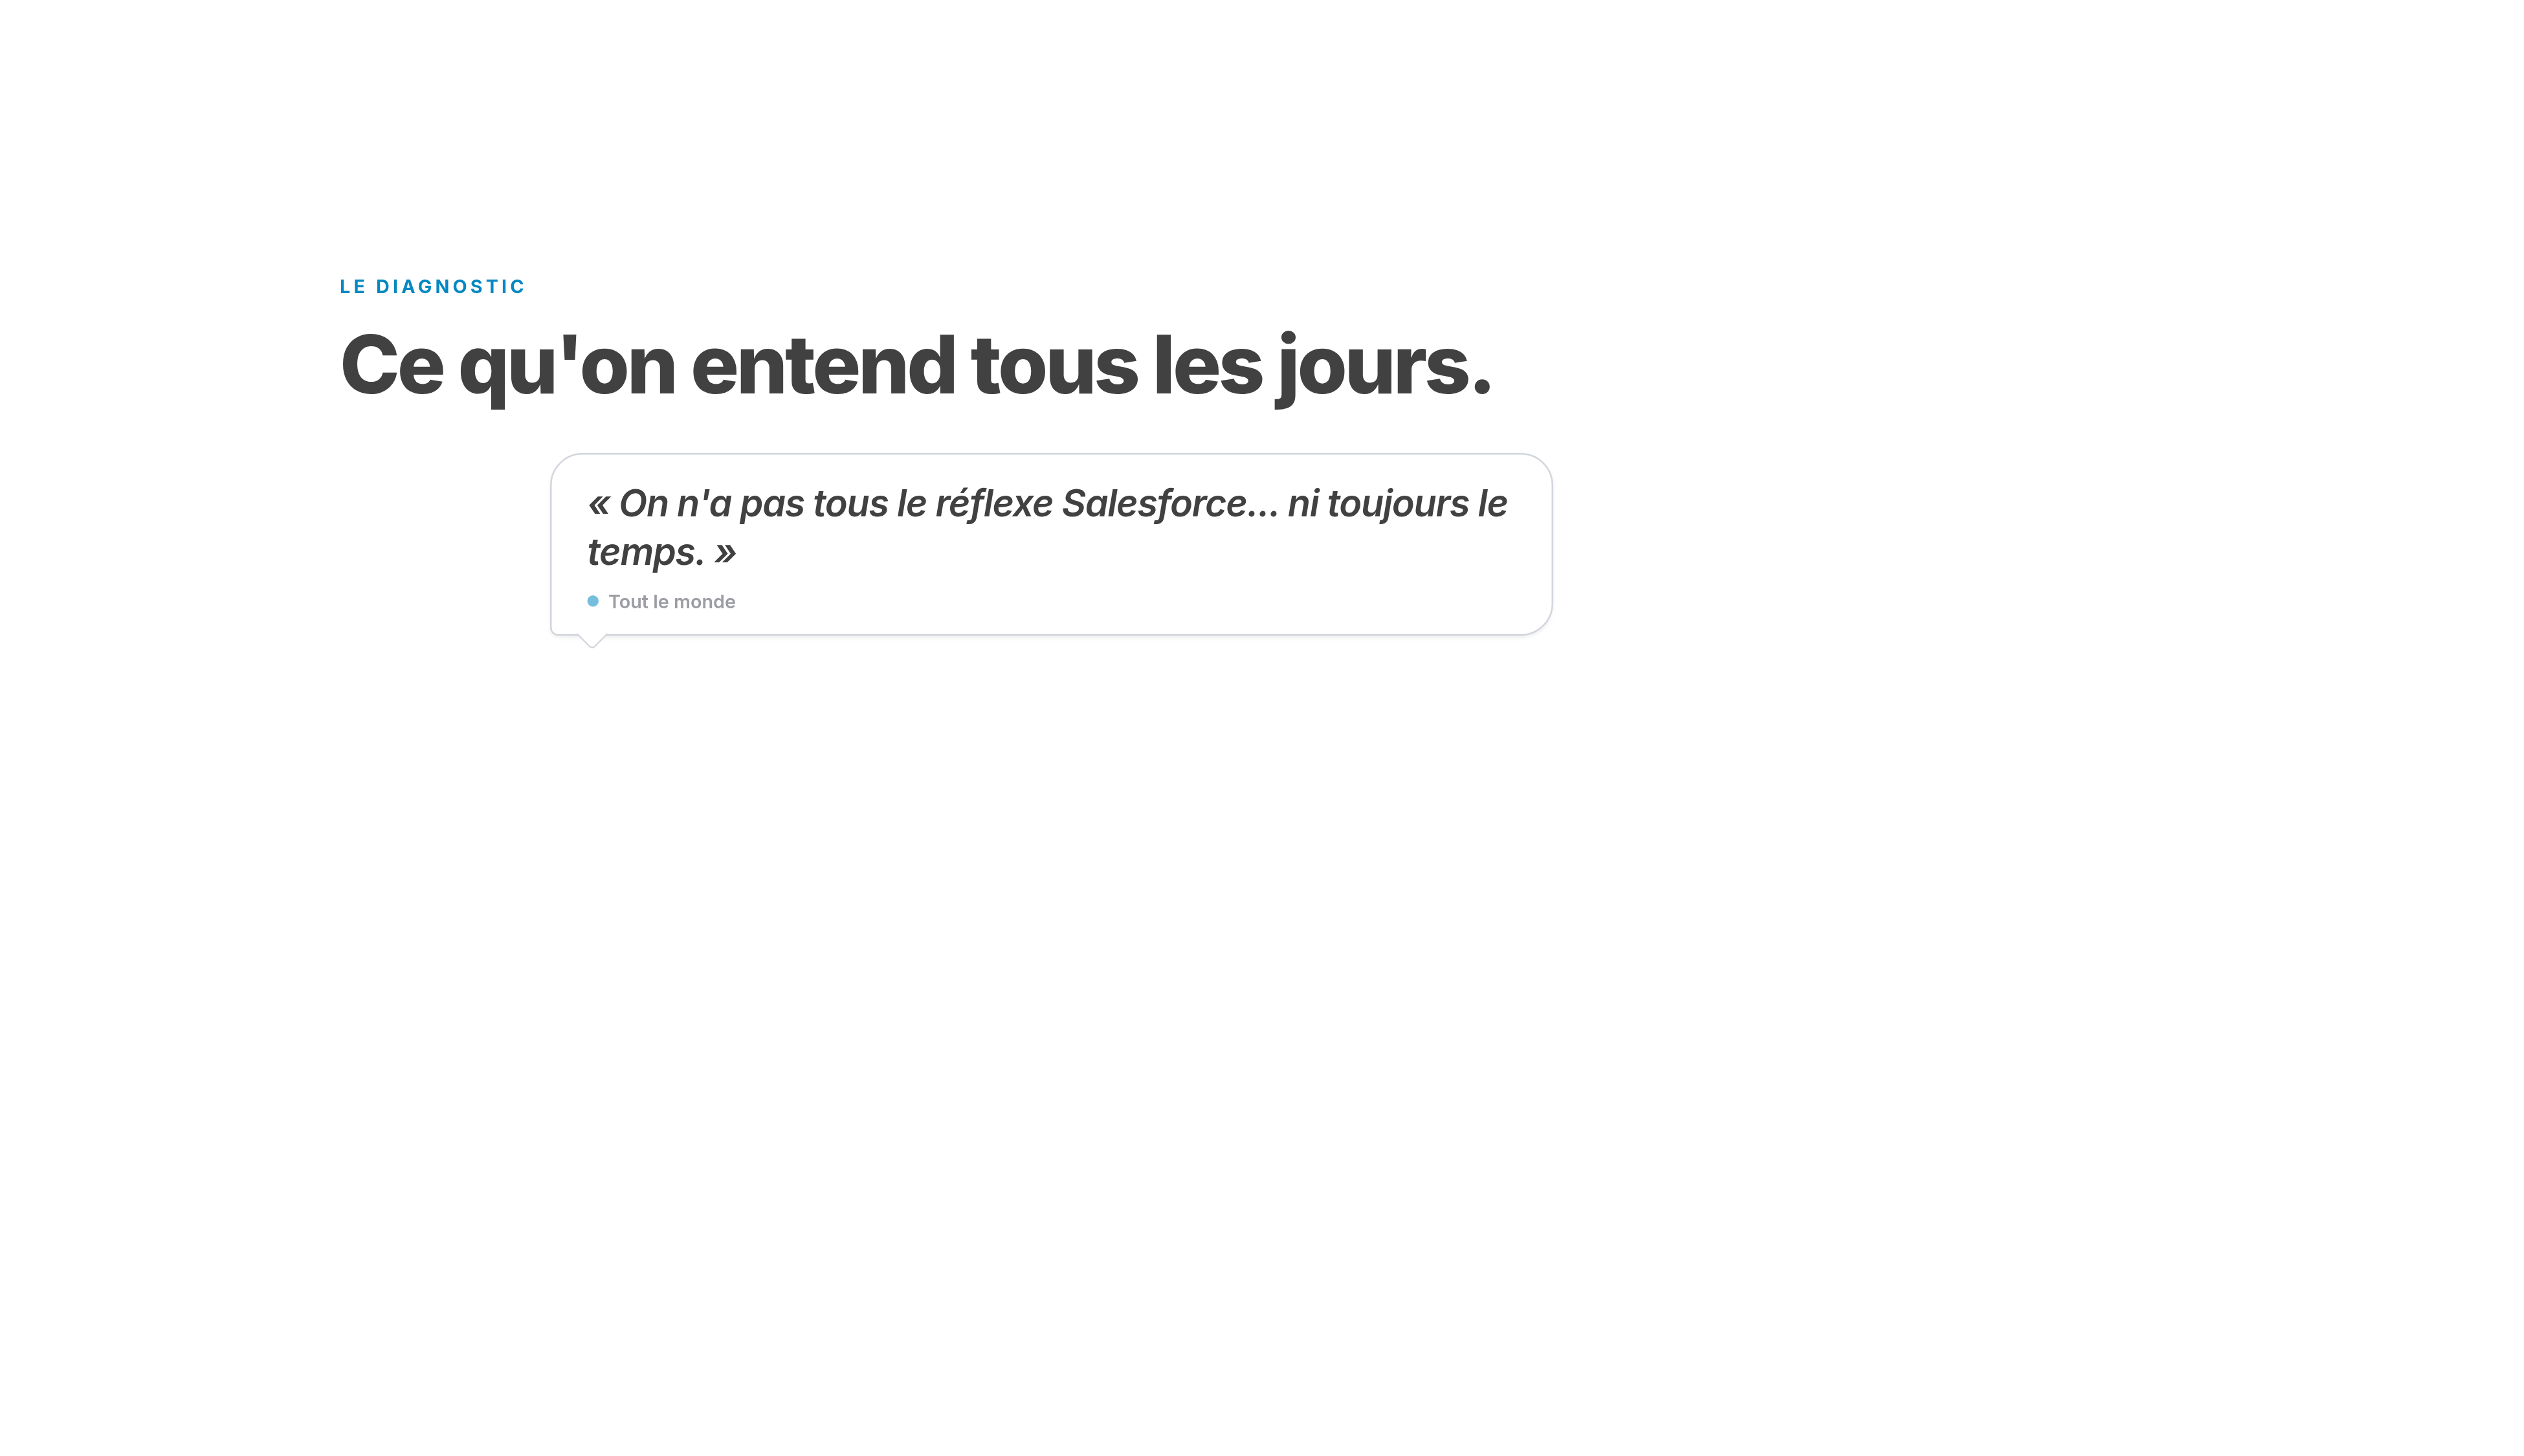 LE DIAGNOSTIC
Ce qu'on entend tous les jours.
« On n'a pas tous le réflexe Salesforce... ni toujours le
temps. »
Tout le monde